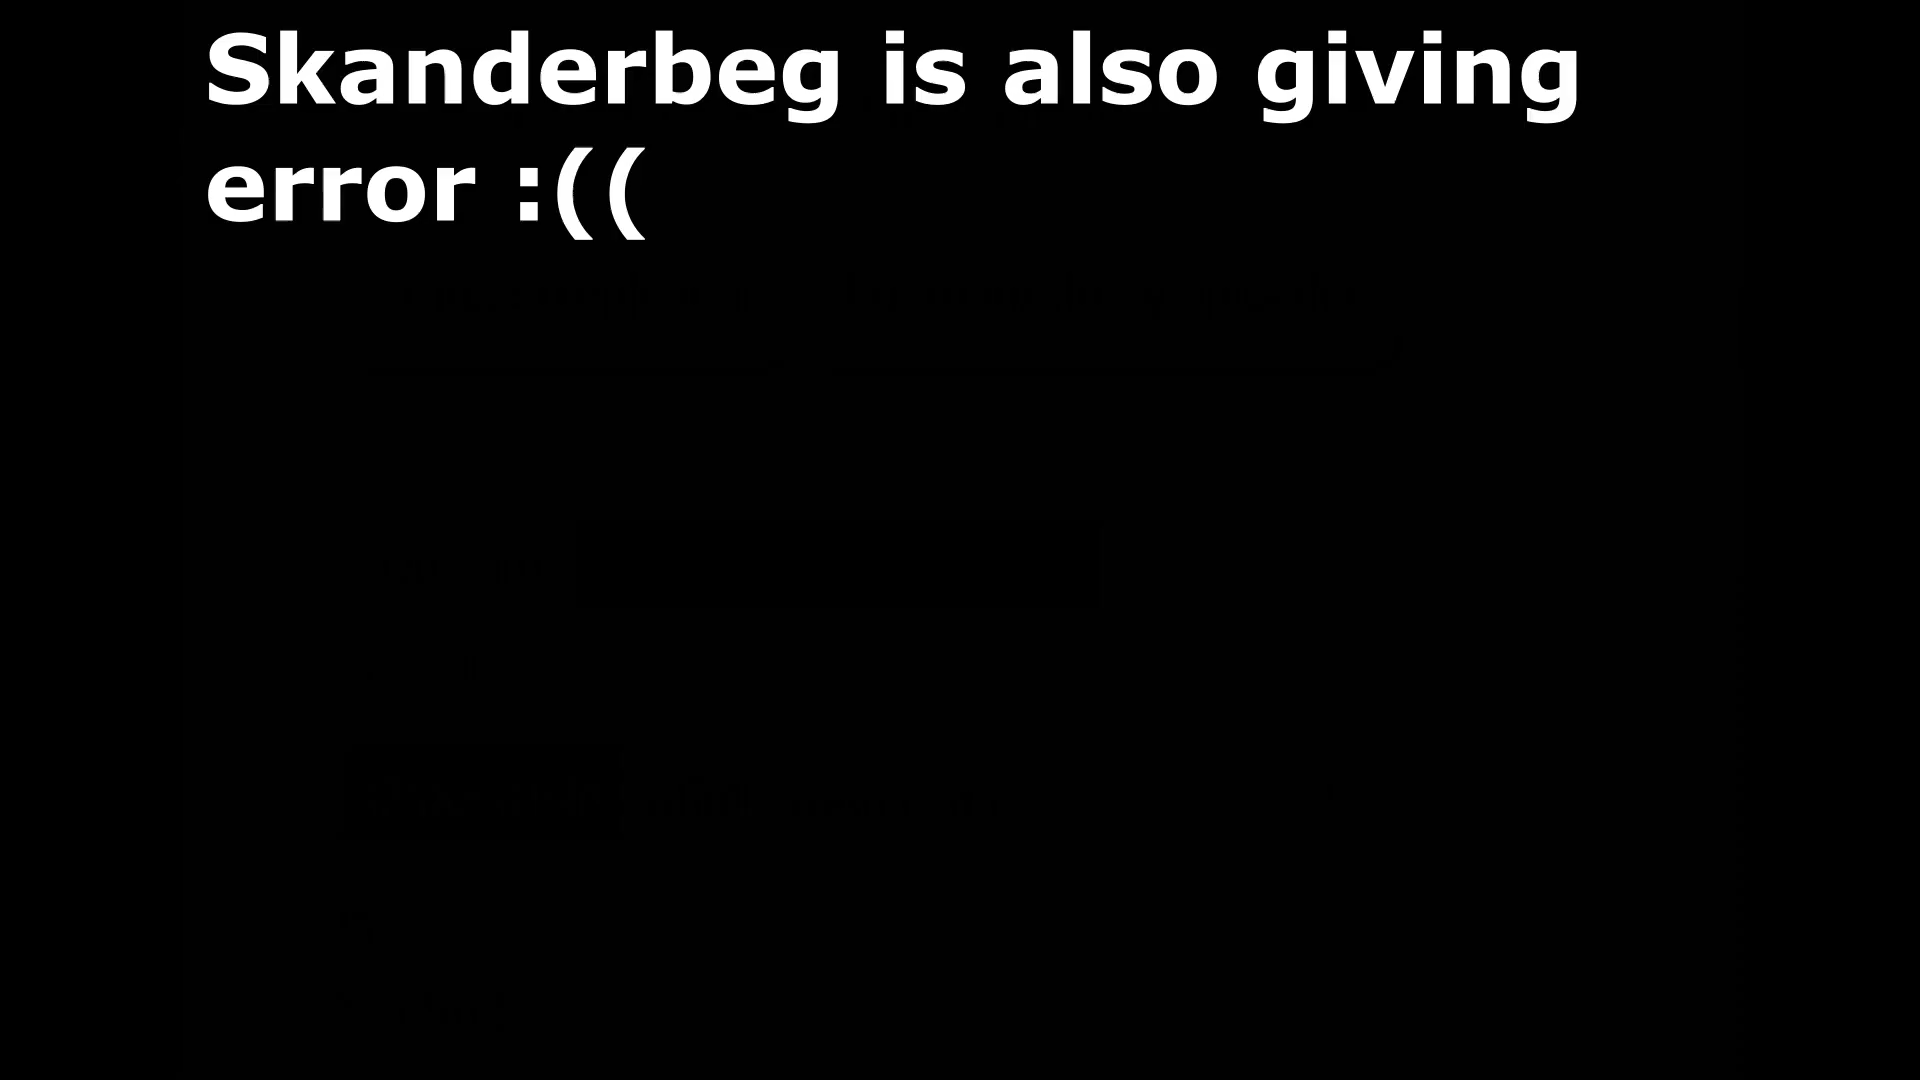 Skanderbeg is also giving
error :((